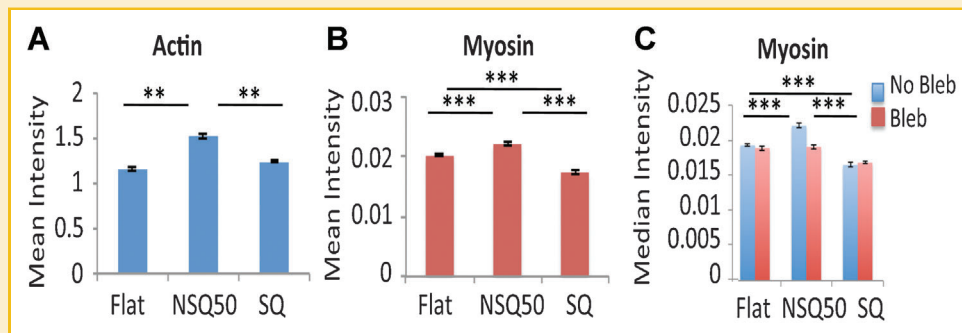 A
Actin
Mean Intensity
2
1.5
1
0.5
0
**
**
Flat
NSQ50
SQ
B
Myosin
Mean Intensity
0.03
0.02
0.01
0
***
***
***
Flat
NSQ50
SQ
C
Myosin
Median Intensity
0.025
0.02
0.015
0.01
0.005
0
***
***
***
No Bleb
Bleb
Flat
NSQ50
SQ